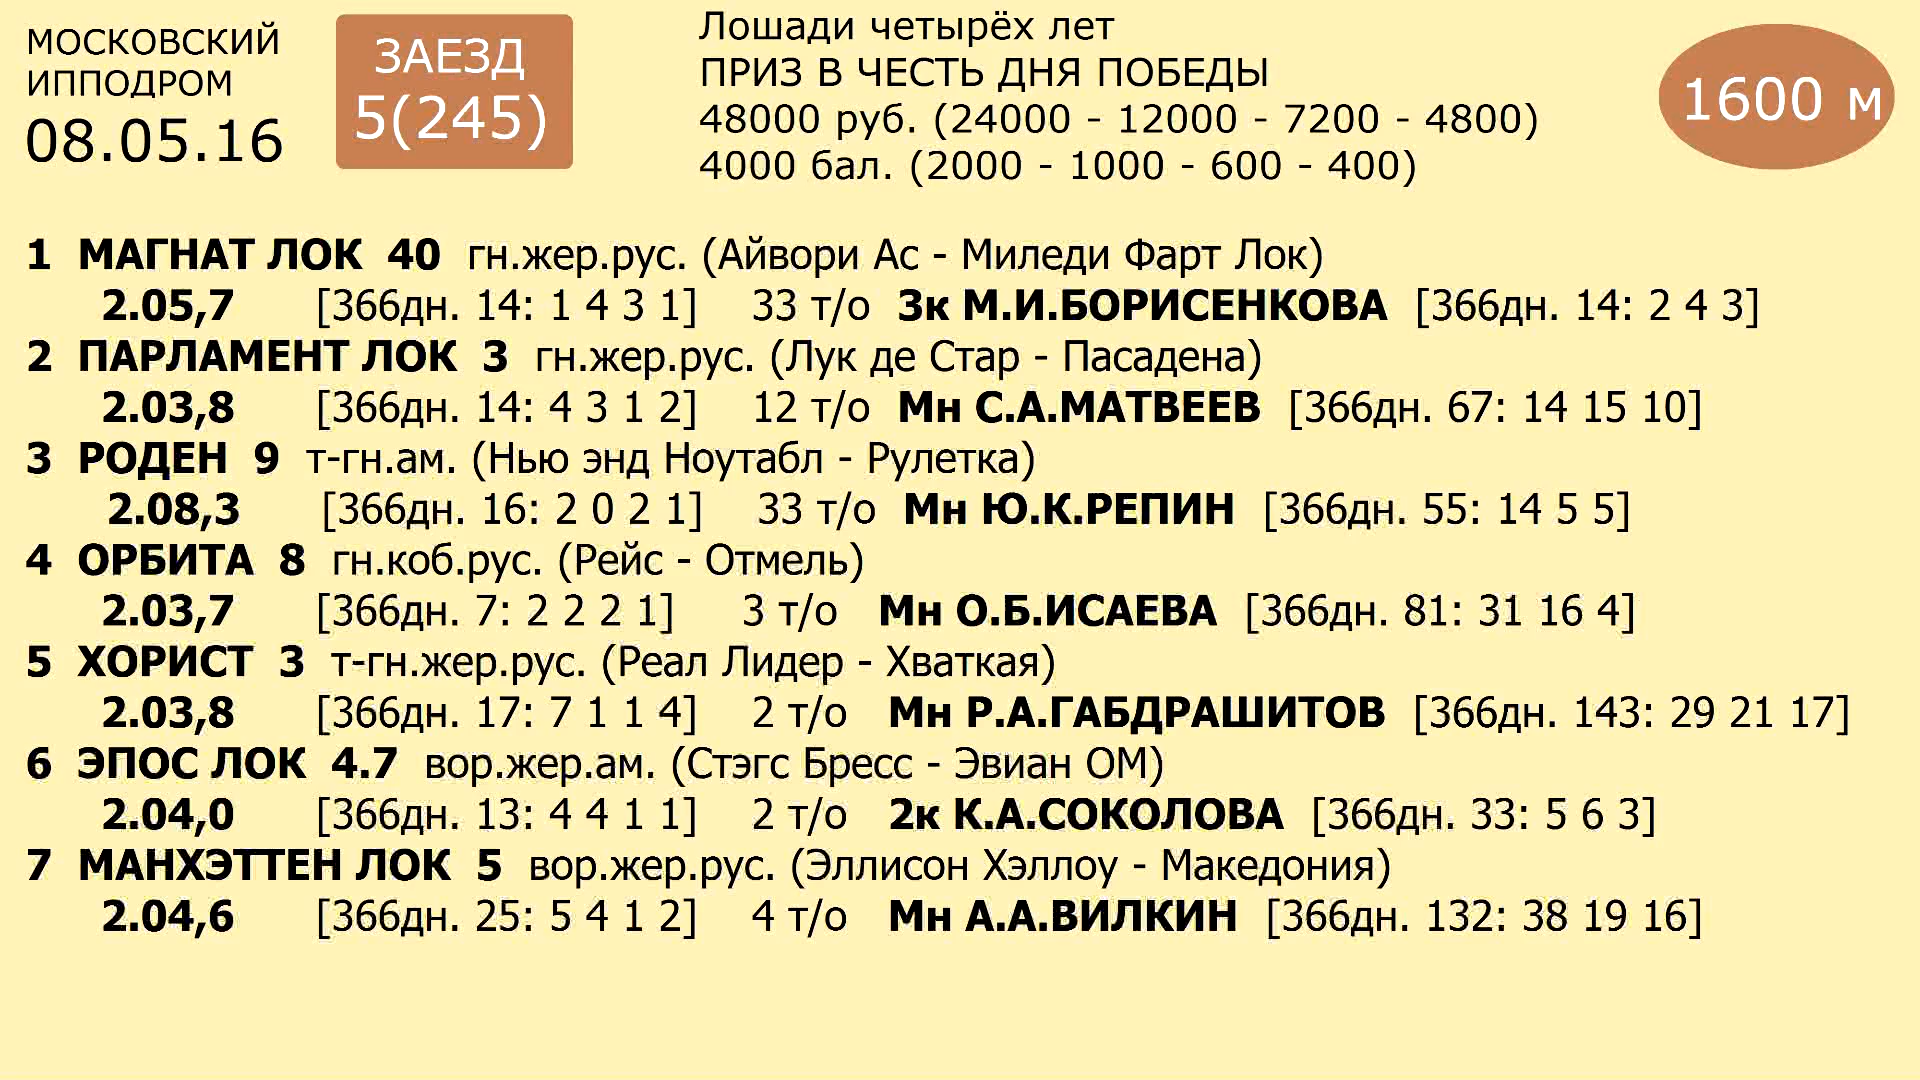 МОСКОВСКИЙ
ИППОДРОМ
08.05.16
ЗАЕЗД
5(245)
Лошади четырёх лет
ПРИЗ В ЧЕСТЬ ДНЯ ПОБЕДЫ
48000 руб. (24000 - 12000 - 7200 - 4800)
4000 бал. (2000 - 1000 - 600 - 400)
1600 м
1 МАГНАТ ЛОК 40 гн.жер.рус. (Айвори Ас - Миледи Фарт Лок)
2.05,7 [366дн. 14: 1 4 3 1] 33 т/о 3к М.И.БОРИСЕНКОВА [366дн. 14: 2 4 3]
2 ПАРЛАМЕНТ ЛОК 3 гн.жер.рус. (Лук де Стар - Пасадена)
2.03,8 [366дн. 14: 4 3 1 2] 12 т/о Мн С.А.МАТВЕЕВ [366дн. 67: 14 15 10]
3 РОДЕН 9 т-гн.ам. (Нью энд Ноутабл - Рулетка)
2.08,3 [366дн. 16: 2 0 2 1] 33 т/о Мн Ю.К.РЕПИН [366дн. 55: 14 5 5]
4 ОРБИТА 8 гн.коб.рус. (Рейс - Отмель)
2.03,7 [366дн. 7: 2 2 2 1] 3 т/о Мн О.Б.ИСАЕВА [366дн. 81: 31 16 4]
5 ХОРИСТ 3 т-гн.жер.рус. (Реал Лидер - Хваткая)
2.03,8 [366дн. 17: 7 1 1 4] 2 т/о Мн Р.А.ГАБДРАШИТОВ [366дн. 143: 29 21 17]
6 ЭПОС ЛОК 4.7 вор.жер.ам. (Стэгс Бресс - Эвиан ОМ)
2.04,0 [366дн. 13: 4 4 1 1] 2 т/о 2к К.А.СОКОЛОВА [366дн. 33: 5 6 3]
7 МАНХЭТТЕН ЛОК 5 вор.жер.рус. (Эллисон Хэллоу - Македония)
2.04,6 [366дн. 25: 5 4 1 2] 4 т/о Мн А.А.ВИЛКИН [366дн. 132: 38 19 16]